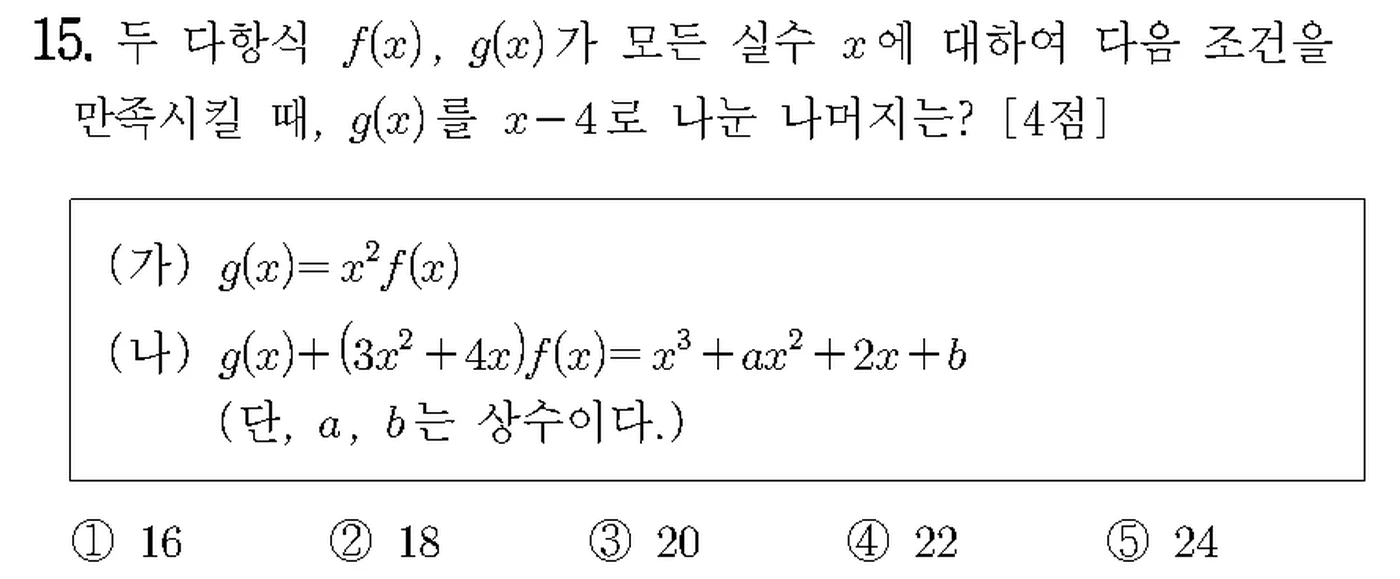 15. 두 다항식 f(x), g(x)가 모든 실수 x에 대하여 다음 조건을
만족시킬 때, g(x)를 x-4로 나눈 나머지는? [4점]
(가) g(x)=x²f(x)
(나) g(x)+(3x²+4x)f(x)=x³+ax²+2x+b
(단, a, b는 상수이다.)
① 16 ② 18 ③ 20 ④ 22 ⑤ 24